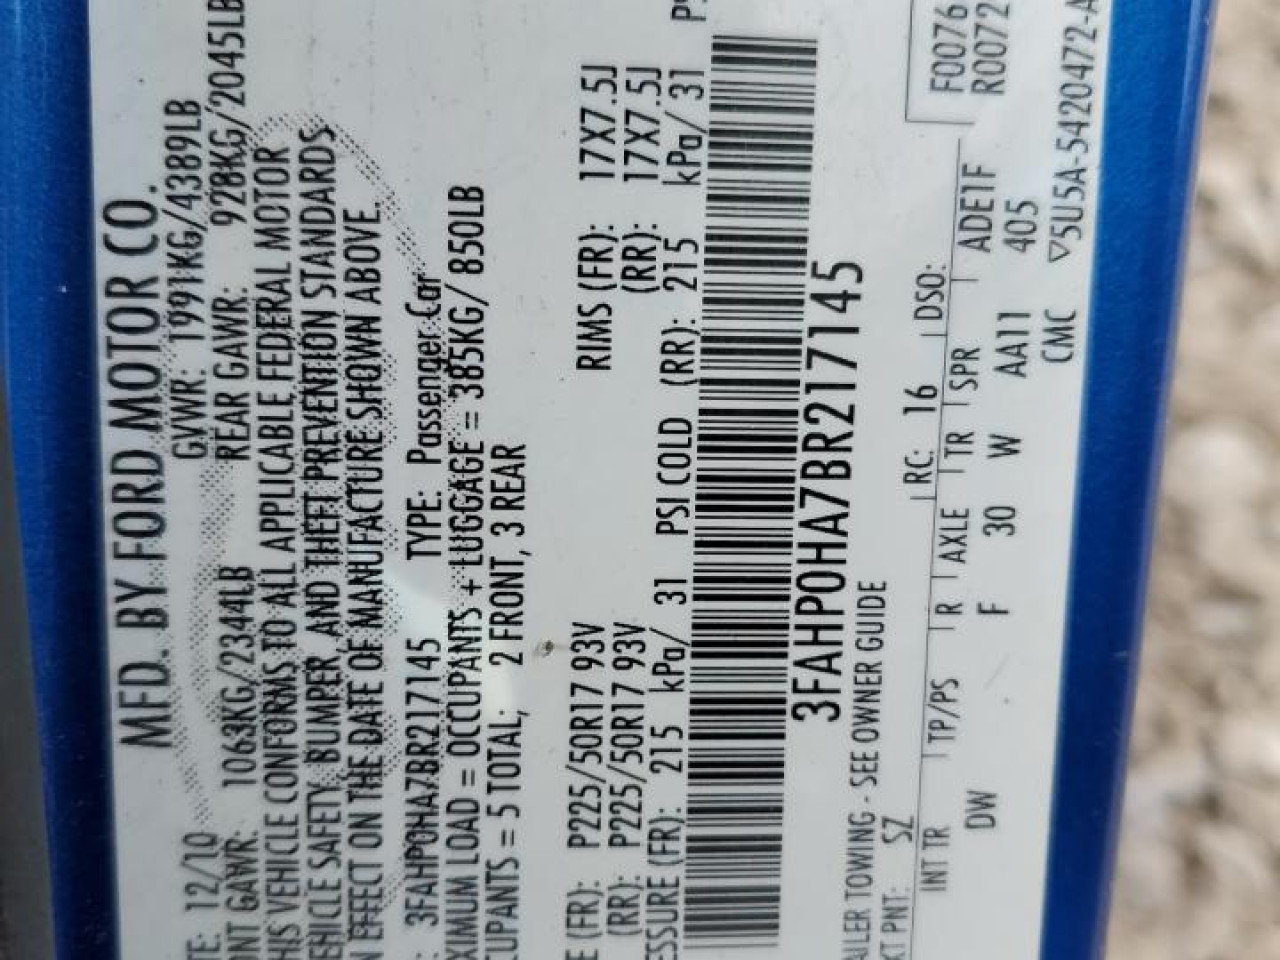 MFD. BY FORD MOTOR CO.
TE: 12/10 GVWR: 1991KG/4389LB
ONT GAWR: 1063KG/2344LB REAR GAWR: 928KG/2045LB
HIS VEHICLE CONFORMS TO ALL APPLICABLE FEDERAL MOTOR
EHICLE SAFETY, BUMPER, AND THEFT PREVENTION STANDARDS
N EFFECT ON THE DATE OF MANUFACTURE SHOWN ABOVE.
: 3FAHP0HA7BR217145 TYPE: Passenger Car
XIMUM LOAD = OCCUPANTS + LUGGAGE = 385KG/ 850LB
CUPANTS = 5 TOTAL; 2 FRONT, 3 REAR
E (FR): P225/50R17 93V RIMS (FR): 17X7.5J
(RR): P225/50R17 93V (RR): 17X7.5J
ESSURE (FR): 215 kPa/ 31 PSI COLD (RR): 215 kPa/ 31 PS
3FAHP0HA7BR217145
AILER TOWING - SEE OWNER GUIDE
XT PNT: SZ RC: 16 DSO: F0076
INT TR TP/PS R AXLE TR SPR ADE1F R0072
DW F 30 W AA11 405
CMC ▽5U5A-5420472-A